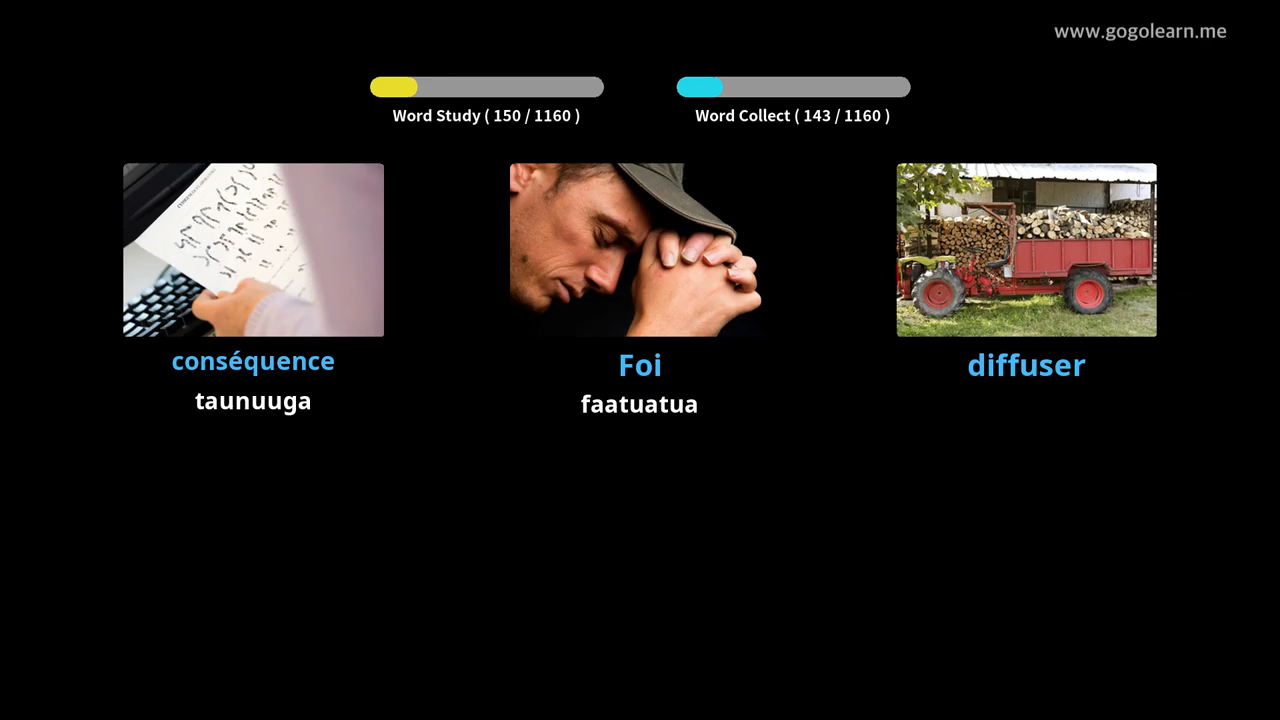 www.gogolearn.me
Word Study ( 150 / 1160 )
Word Collect ( 143 / 1160 )
conséquence
taunuuga
Foi
faatuatua
diffuser